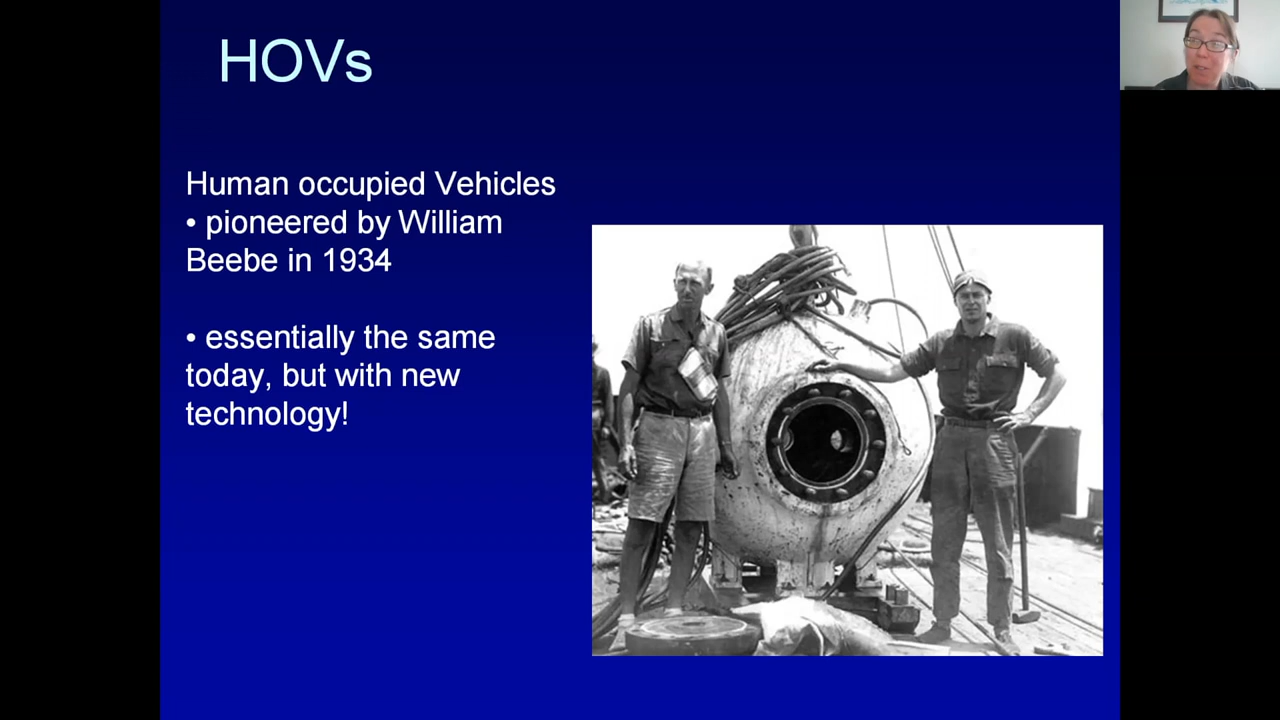 HOVs
Human occupied Vehicles
• pioneered by William
Beebe in 1934
• essentially the same
today, but with new
technology!